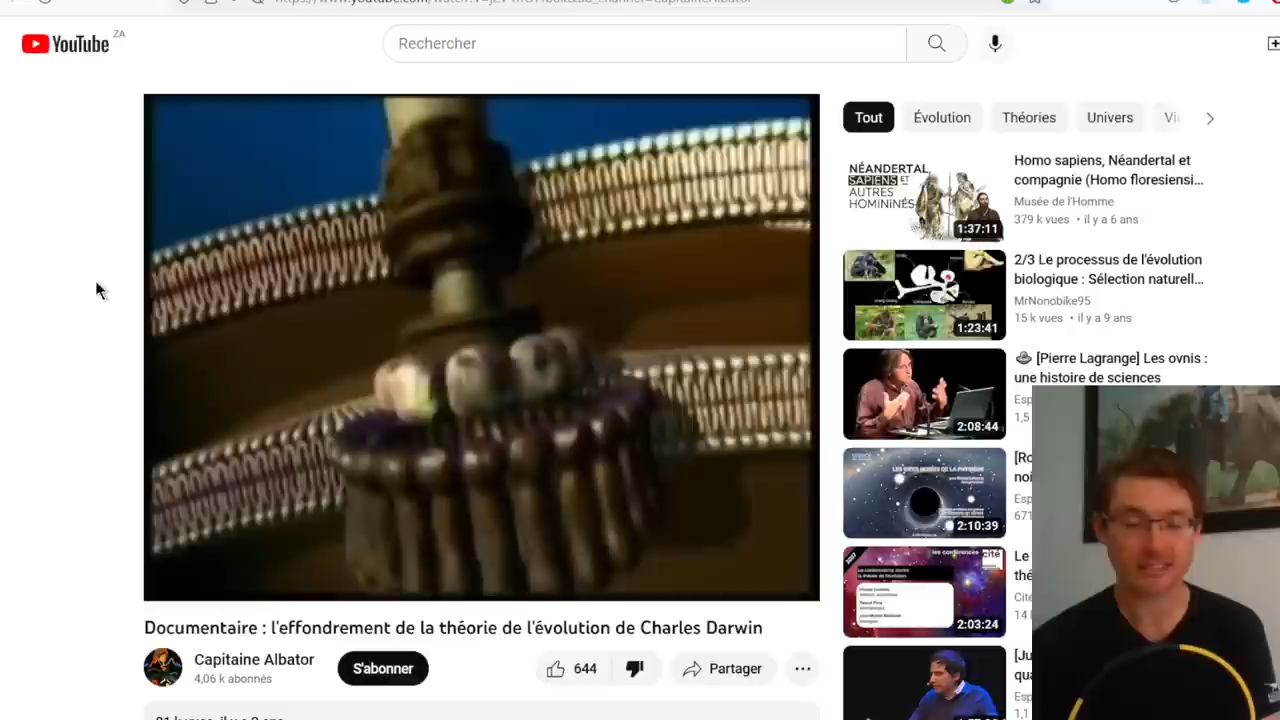 YouTube ZA
Rechercher
Tout
Évolution
Théories
Univers
NÉANDERTAL,
SAPIENS ET
AUTRES
HOMININÉS
1:37:11
Homo sapiens, Néandertal et
compagnie (Homo floresiensi...
Musée de l'Homme
379 k vues • il y a 6 ans
1:23:41
2/3 Le processus de l'évolution
biologique : Sélection naturell...
MrNonobike95
15 k vues • il y a 9 ans
2:08:44
[Pierre Lagrange] Les ovnis :
une histoire de sciences
Esp
1,5
2:10:39
[Ro
noi
Esp
671
les conférences
cité
2:03:24
Le
thé
Cité
14 k
[Ju
qua
Esp
1,1
Documentaire : l'effondrement de la théorie de l'évolution de Charles Darwin
Capitaine Albator
4,06 k abonnés
S'abonner
644
Partager